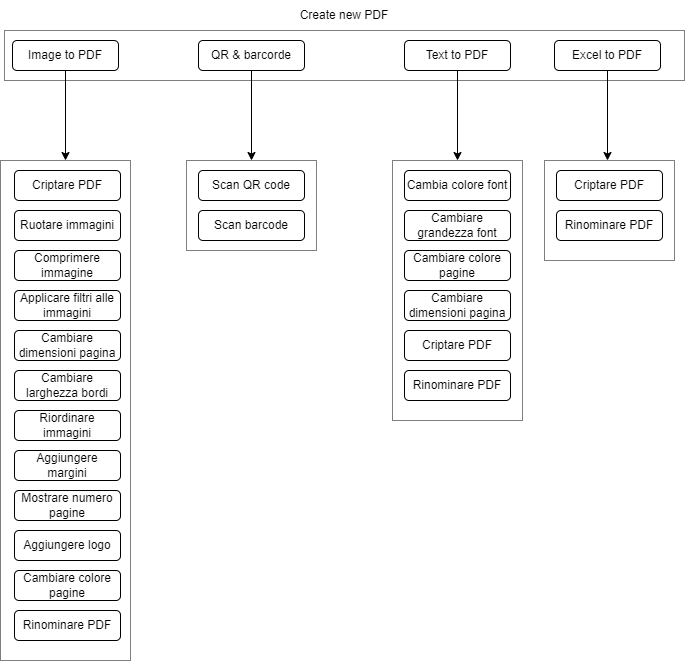 Create new PDF
Image to PDF
QR & barcorde
Text to PDF
Excel to PDF
Criptare PDF
Ruotare immagini
Comprimere
immagine
Applicare filtri alle
immagini
Cambiare
dimensioni pagina
Cambiare
larghezza bordi
Riordinare
immagini
Aggiungere
margini
Mostrare numero
pagine
Aggiungere logo
Cambiare colore
pagine
Rinominare PDF
Scan QR code
Scan barcode
Cambia colore font
Cambiare
grandezza font
Cambiare colore
pagine
Cambiare
dimensioni pagina
Criptare PDF
Rinominare PDF
Criptare PDF
Rinominare PDF